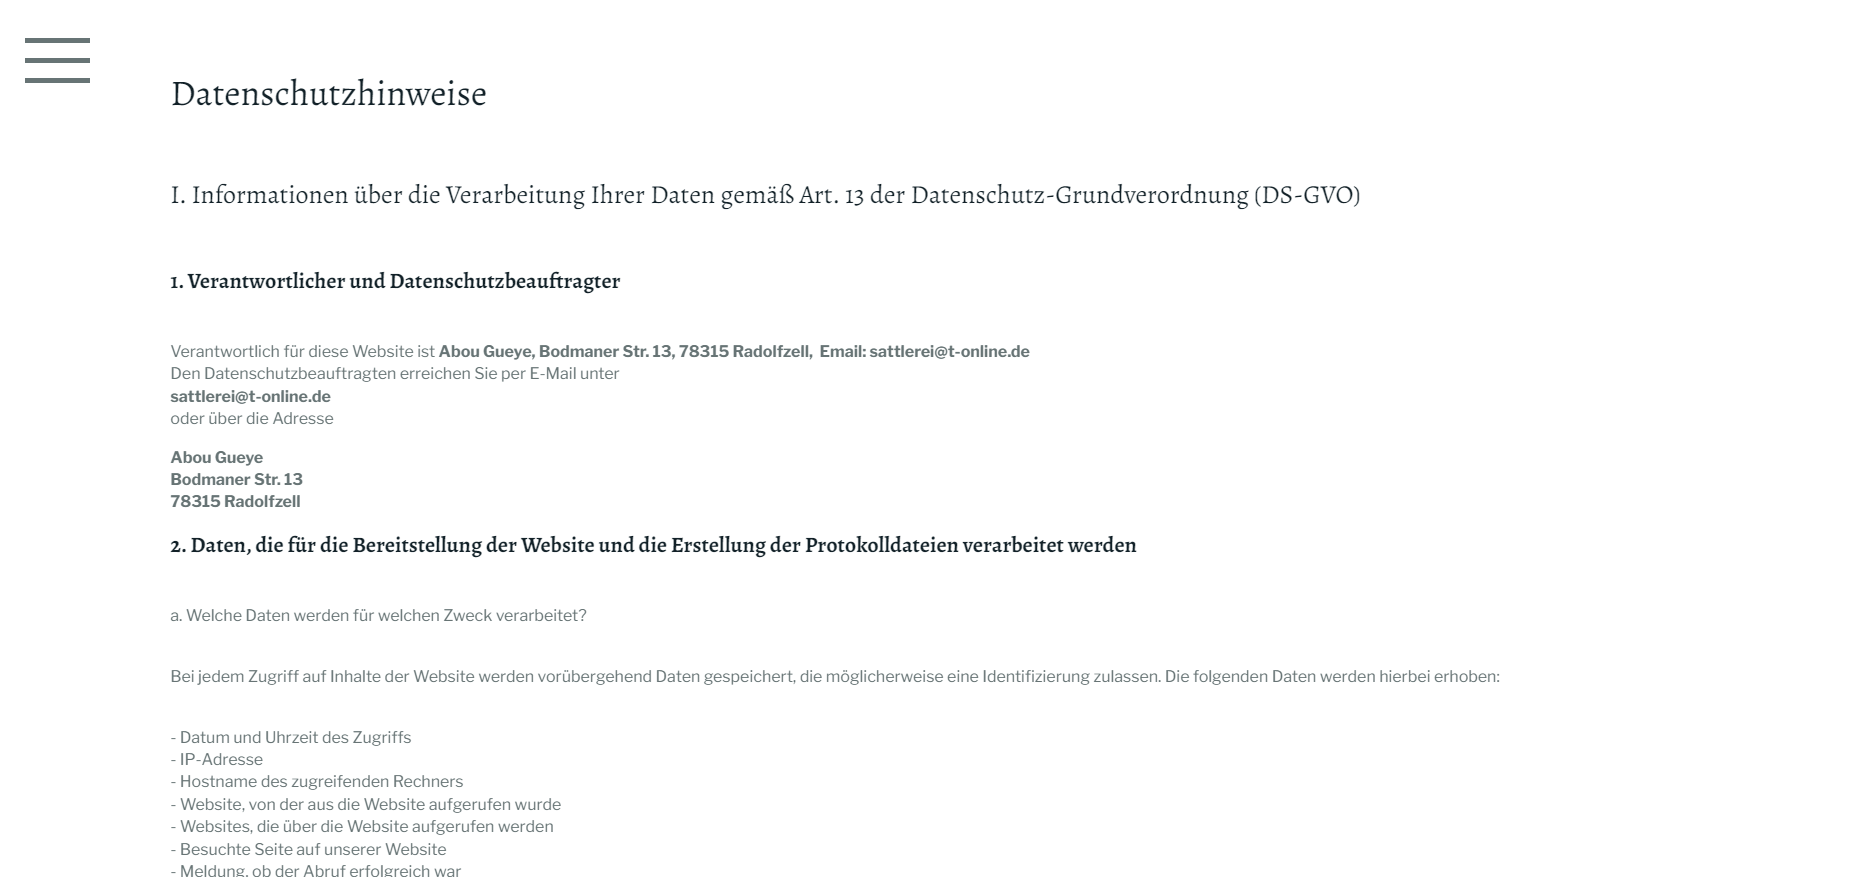 Datenschutzhinweise
I. Informationen über die Verarbeitung Ihrer Daten gemäß Art. 13 der Datenschutz-Grundverordnung (DS-GVO)
1. Verantwortlicher und Datenschutzbeauftragter
Verantwortlich für diese Website ist Abou Gueye, Bodmaner Str. 13, 78315 Radolfzell,  Email: sattlerei@t-online.de
Den Datenschutzbeauftragten erreichen Sie per E-Mail unter
sattlerei@t-online.de
oder über die Adresse
Abou Gueye
Bodmaner Str. 13
78315 Radolfzell
2. Daten, die für die Bereitstellung der Website und die Erstellung der Protokolldateien verarbeitet werden
a. Welche Daten werden für welchen Zweck verarbeitet?
Bei jedem Zugriff auf Inhalte der Website werden vorübergehend Daten gespeichert, die möglicherweise eine Identifizierung zulassen. Die folgenden Daten werden hierbei erhoben:
- Datum und Uhrzeit des Zugriffs
- IP-Adresse
- Hostname des zugreifenden Rechners
- Website, von der aus die Website aufgerufen wurde
- Websites, die über die Website aufgerufen werden
- Besuchte Seite auf unserer Website
- Meldung, ob der Abruf erfolgreich war